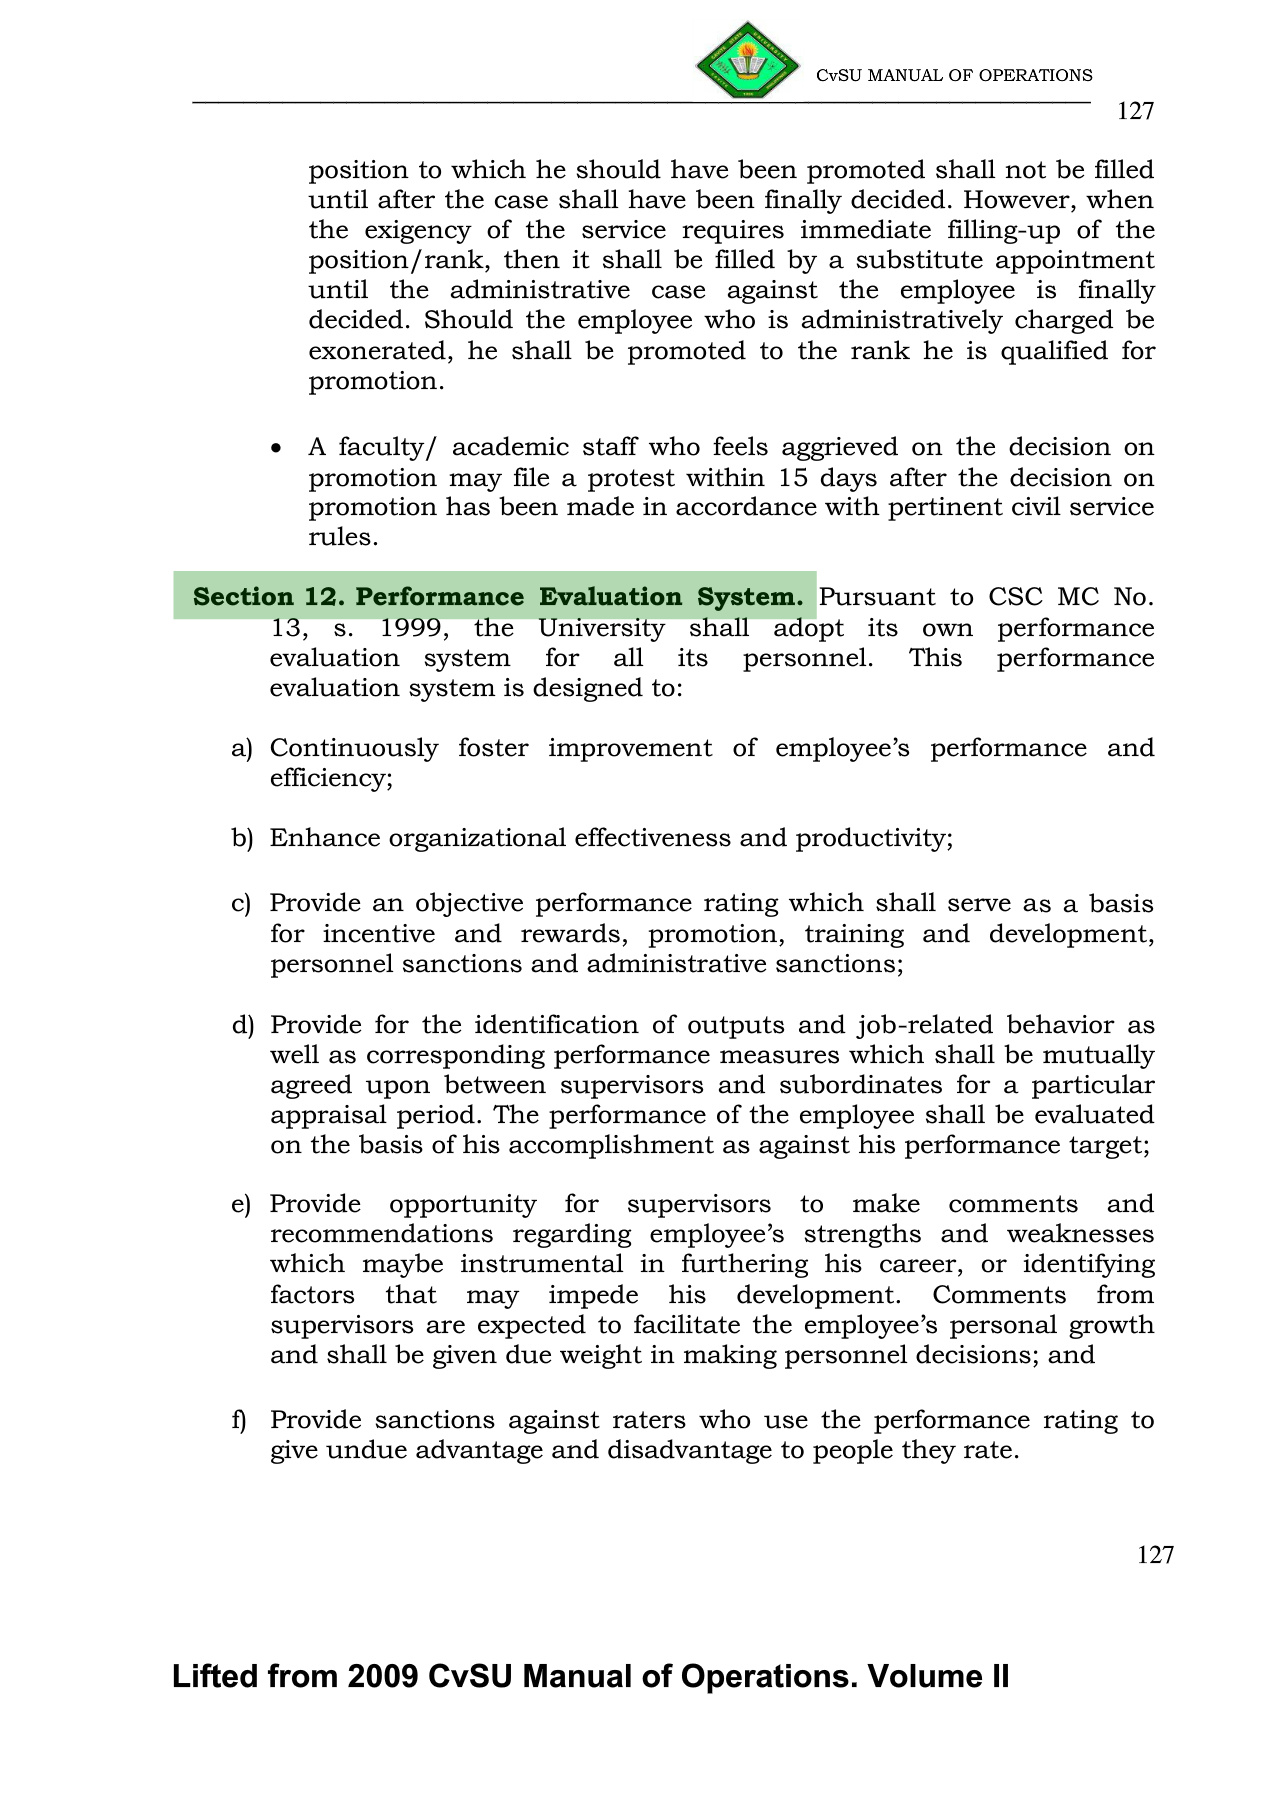 CvSU MANUAL OF OPERATIONS
127
position to which he should have been promoted shall not be filled
until after the case shall have been finally decided. However, when
the exigency of the service requires immediate filling-up of the
position/rank, then it shall be filled by a substitute appointment
until the administrative case against the employee is finally
decided. Should the employee who is administratively charged be
exonerated, he shall be promoted to the rank he is qualified for
promotion.
• A faculty/ academic staff who feels aggrieved on the decision on
promotion may file a protest within 15 days after the decision on
promotion has been made in accordance with pertinent civil service
rules.
Section 12. Performance Evaluation System. Pursuant to CSC MC No.
13, s. 1999, the University shall adopt its own performance
evaluation system for all its personnel. This performance
evaluation system is designed to:
a) Continuously foster improvement of employee’s performance and
efficiency;
b) Enhance organizational effectiveness and productivity;
c) Provide an objective performance rating which shall serve as a basis
for incentive and rewards, promotion, training and development,
personnel sanctions and administrative sanctions;
d) Provide for the identification of outputs and job-related behavior as
well as corresponding performance measures which shall be mutually
agreed upon between supervisors and subordinates for a particular
appraisal period. The performance of the employee shall be evaluated
on the basis of his accomplishment as against his performance target;
e) Provide opportunity for supervisors to make comments and
recommendations regarding employee’s strengths and weaknesses
which maybe instrumental in furthering his career, or identifying
factors that may impede his development. Comments from
supervisors are expected to facilitate the employee’s personal growth
and shall be given due weight in making personnel decisions; and
f) Provide sanctions against raters who use the performance rating to
give undue advantage and disadvantage to people they rate.
127
Lifted from 2009 CvSU Manual of Operations. Volume II